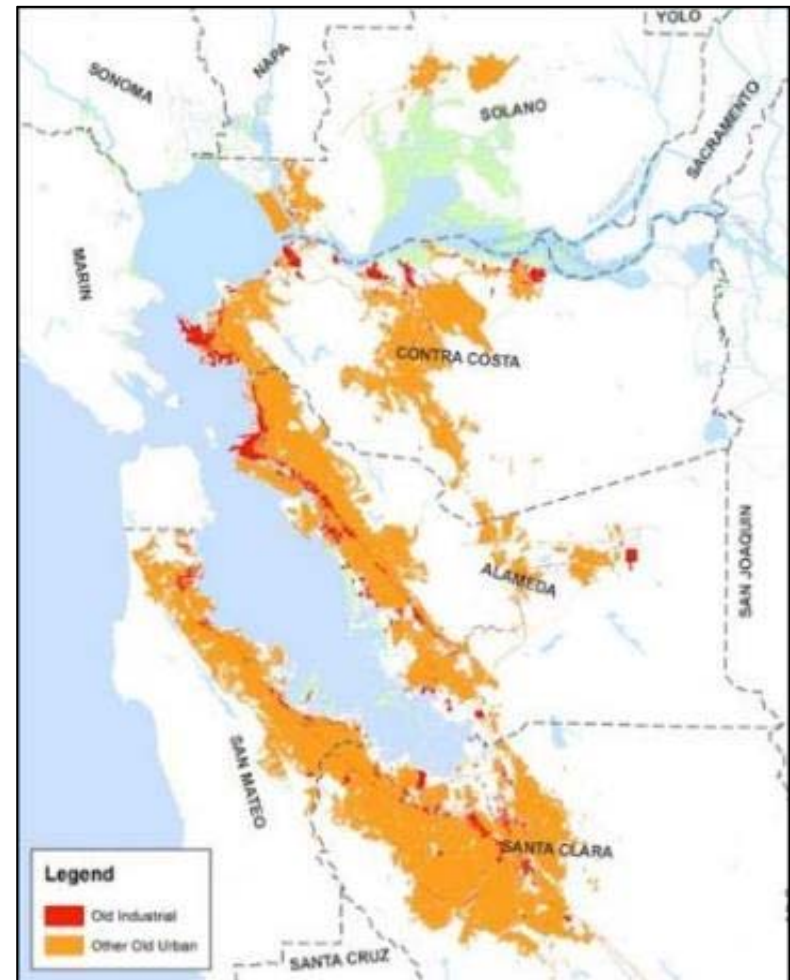 YOLO
NAPA
SONOMA
SOLANO
SACRAMENTO
MARIN
CONTRA COSTA
SAN JOAQUIN
ALAMEDA
SAN MATEO
SANTA CLARA
Legend
Old Industrial
Other Old Urban
SANTA CRUZ